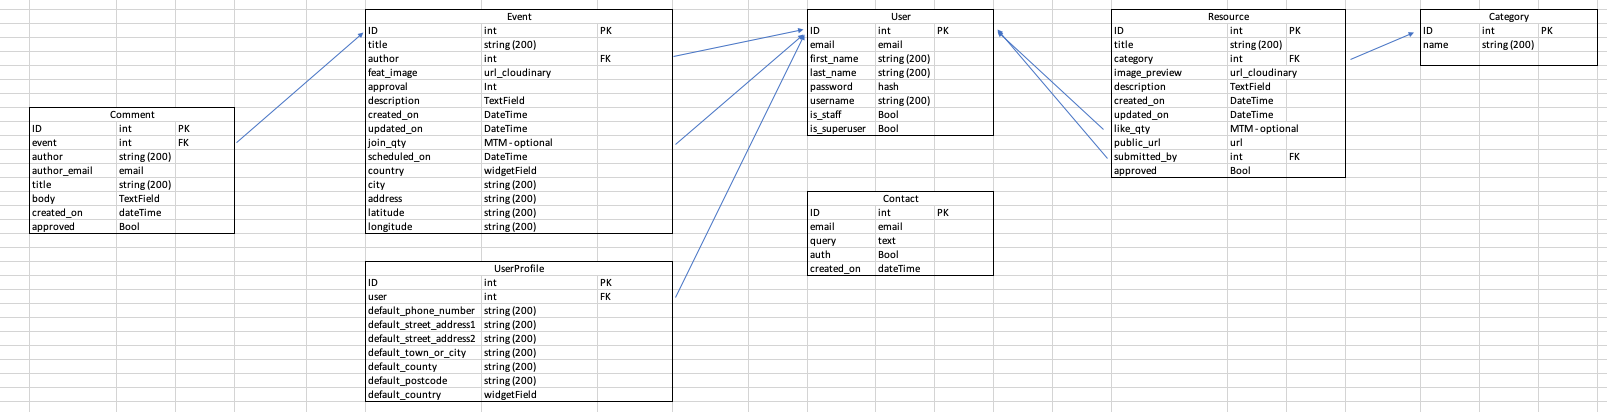 Event
ID int PK
title string (200)
author int FK
feat_image url_cloudinary
approval Int
description TextField
created_on DateTime
updated_on DateTime
join_qty MTM - optional
scheduled_on DateTime
country widgetField
city string (200)
address string (200)
latitude string (200)
longitude string (200)
User
ID int PK
email email
first_name string (200)
last_name string (200)
password hash
username string (200)
is_staff Bool
is_superuser Bool
Resource
ID int PK
title string (200)
category int FK
image_preview url_cloudinary
description TextField
created_on DateTime
updated_on DateTime
like_qty MTM - optional
public_url url
submitted_by int FK
approved Bool
Category
ID int PK
name string (200)
Comment
ID int PK
event int FK
author string (200)
author_email email
title string (200)
body TextField
created_on dateTime
approved Bool
Contact
ID int PK
email email
query text
auth Bool
created_on dateTime
UserProfile
ID int PK
user int FK
default_phone_number string (200)
default_street_address1 string (200)
default_street_address2 string (200)
default_town_or_city string (200)
default_county string (200)
default_postcode string (200)
default_country widgetField